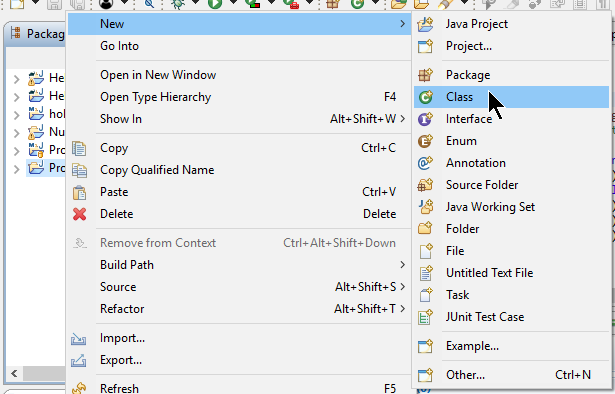 Packag
He
Her
hol
Nu
Pro
Pro
New
Go Into
Open in New Window
Open Type Hierarchy F4
Show In Alt+Shift+W
Copy Ctrl+C
Copy Qualified Name
Paste Ctrl+V
Delete Delete
Remove from Context Ctrl+Alt+Shift+Down
Build Path
Source Alt+Shift+S
Refactor Alt+Shift+T
Import...
Export...
Refresh F5
Java Project
Project...
Package
Class
Interface
Enum
Annotation
Source Folder
Java Working Set
Folder
File
Untitled Text File
Task
JUnit Test Case
Example...
Other... Ctrl+N